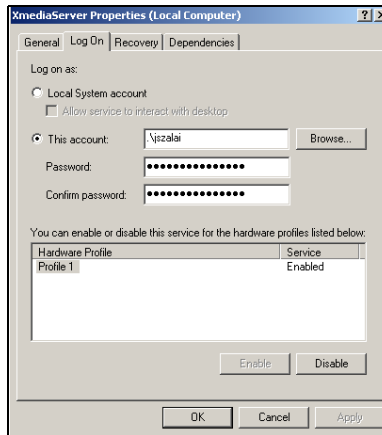 XmediaServer Properties (Local Computer)
General Log On Recovery Dependencies
Log on as:
Local System account
Allow service to interact with desktop
This account: .\jszalai Browse...
Password: •••••••••••••••
Confirm password: •••••••••••••••
You can enable or disable this service for the hardware profiles listed below:
Hardware Profile Service
Profile 1 Enabled
Enable Disable
OK Cancel Apply